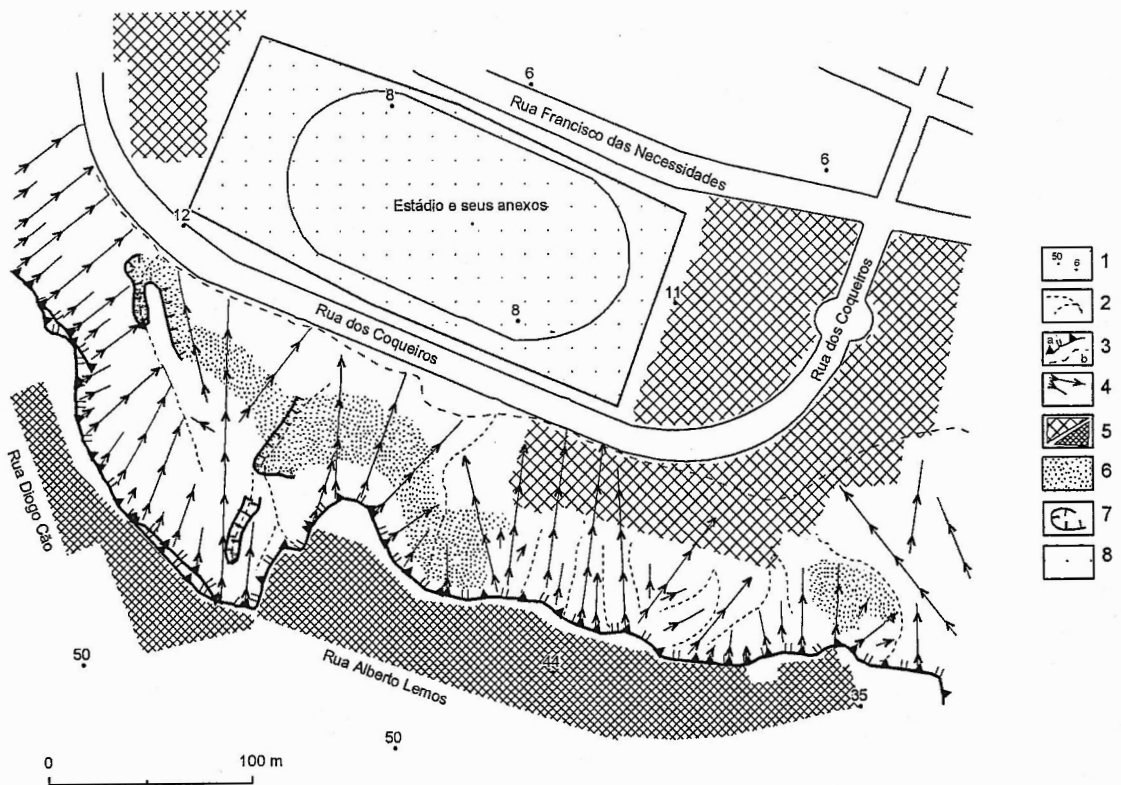 6
Rua Francisco das Necessidades
8
6
Estádio e seus anexos
12
11
8
Rua dos Coqueiros
Rua dos Coqueiros
Rua Diogo Cão
50
Rua Alberto Lemos
44
35
50
0 100 m
50 6 1
2
a b 3
4
5
6
7
8